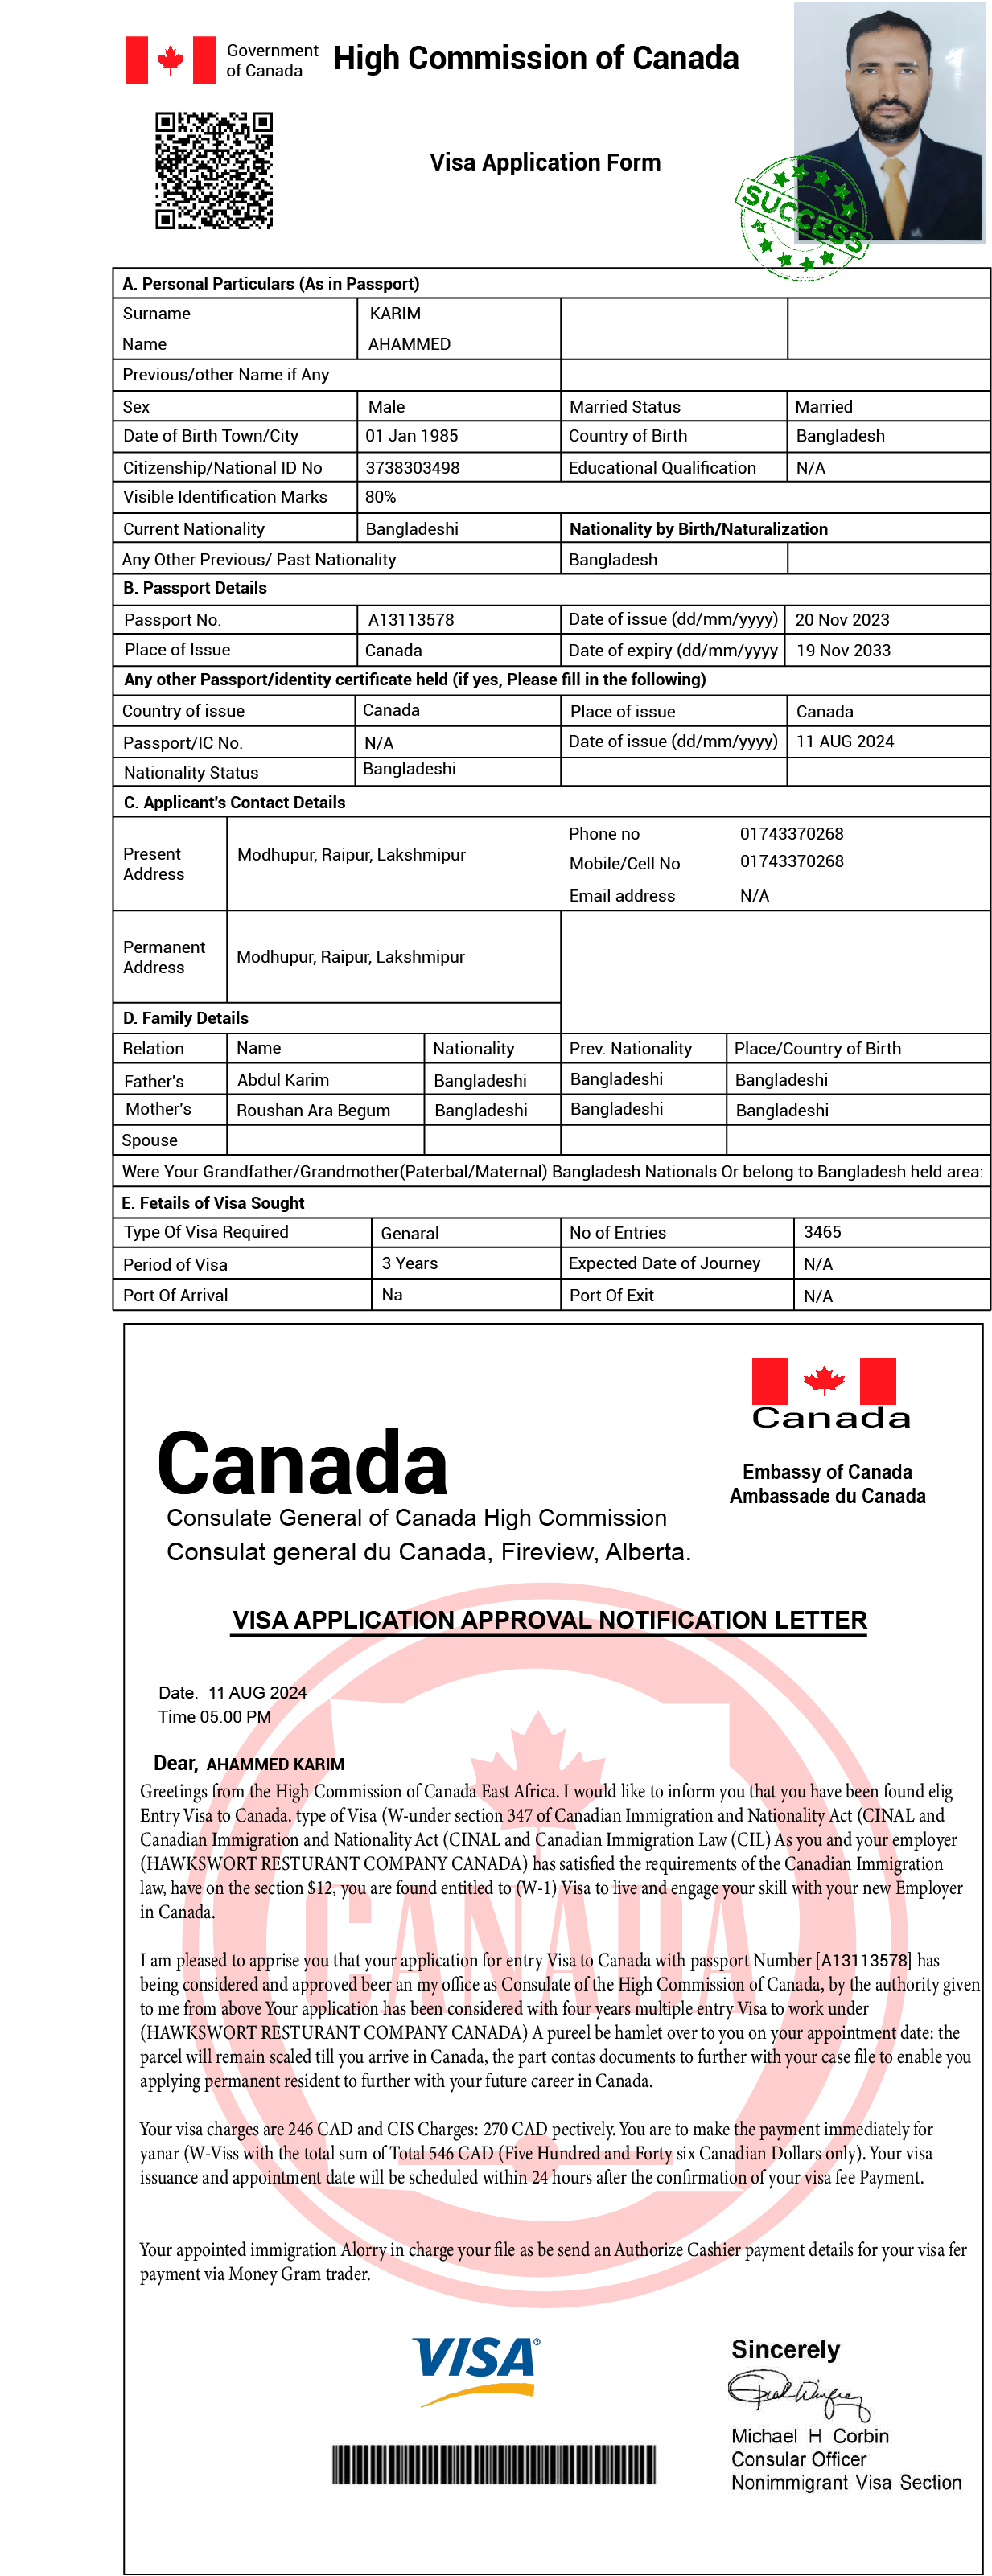 Government
of Canada
High Commission of Canada
Visa Application Form
SUCCESS
A. Personal Particulars (As in Passport)
Surname KARIM
Name AHAMMED
Previous/other Name if Any
Sex Male Married Status Married
Date of Birth Town/City 01 Jan 1985 Country of Birth Bangladesh
Citizenship/National ID No 3738303498 Educational Qualification N/A
Visible Identification Marks 80%
Current Nationality Bangladeshi Nationality by Birth/Naturalization
Any Other Previous/ Past Nationality Bangladesh
B. Passport Details
Passport No. A13113578 Date of issue (dd/mm/yyyy) 20 Nov 2023
Place of Issue Canada Date of expiry (dd/mm/yyyy 19 Nov 2033
Any other Passport/identity certificate held (if yes, Please fill in the following)
Country of issue Canada Place of issue Canada
Passport/IC No. N/A Date of issue (dd/mm/yyyy) 11 AUG 2024
Nationality Status Bangladeshi
C. Applicant's Contact Details
Present
Address
Modhupur, Raipur, Lakshmipur
Phone no 01743370268
Mobile/Cell No 01743370268
Email address N/A
Permanent
Address
Modhupur, Raipur, Lakshmipur
D. Family Details
Relation Name Nationality Prev. Nationality Place/Country of Birth
Father's Abdul Karim Bangladeshi Bangladeshi Bangladeshi
Mother's Roushan Ara Begum Bangladeshi Bangladeshi Bangladeshi
Spouse
Were Your Grandfather/Grandmother(Paterbal/Maternal) Bangladesh Nationals Or belong to Bangladesh held area:
E. Fetails of Visa Sought
Type Of Visa Required Genaral No of Entries 3465
Period of Visa 3 Years Expected Date of Journey N/A
Port Of Arrival Na Port Of Exit N/A
Canada
Embassy of Canada
Ambassade du Canada
Canada
Consulate General of Canada High Commission
Consulat general du Canada, Fireview, Alberta.
VISA APPLICATION APPROVAL NOTIFICATION LETTER
Date. 11 AUG 2024
Time 05.00 PM
Dear, AHAMMED KARIM
Greetings from the High Commission of Canada East Africa. I would like to inform you that you have been found elig
Entry Visa to Canada. type of Visa (W-under section 347 of Canadian Immigration and Nationality Act (CINAL and
Canadian Immigration and Nationality Act (CINAL and Canadian Immigration Law (CIL) As you and your employer
(HAWKSWORT RESTURANT COMPANY CANADA) has satisfied the requirements of the Canadian Immigration
law, have on the section $12, you are found entitled to (W-1) Visa to live and engage your skill with your new Employer
in Canada.
CANADA
I am pleased to apprise you that your application for entry Visa to Canada with passport Number [A13113578] has
being considered and approved beer an my office as Consulate of the High Commission of Canada, by the authority given
to me from above Your application has been considered with four years multiple entry Visa to work under
(HAWKSWORT RESTURANT COMPANY CANADA) A pureel be hamlet over to you on your appointment date: the
parcel will remain scaled till you arrive in Canada, the part contas documents to further with your case file to enable you
applying permanent resident to further with your future career in Canada.
Your visa charges are 246 CAD and CIS Charges: 270 CAD pectively. You are to make the payment immediately for
yanar (W-Viss with the total sum of Total 546 CAD (Five Hundred and Forty six Canadian Dollars only). Your visa
issuance and appointment date will be scheduled within 24 hours after the confirmation of your visa fee Payment.
Your appointed immigration Alorry in charge your file as be send an Authorize Cashier payment details for your visa fer
payment via Money Gram trader.
VISA®
Sincerely
Michael H Corbin
Consular Officer
Nonimmigrant Visa Section